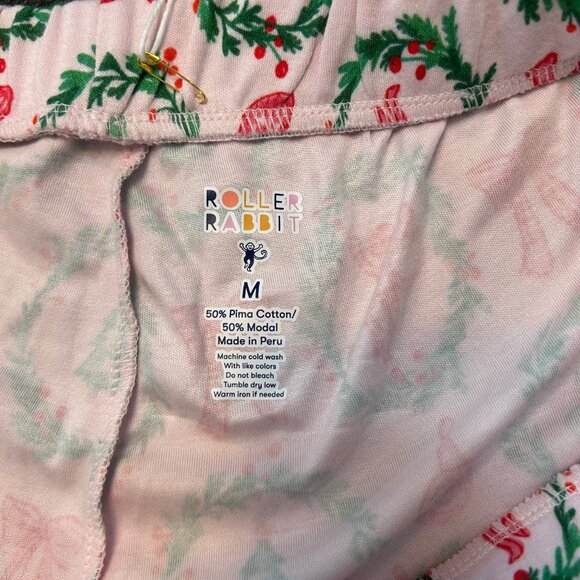 ROLLER
RABBIT
M
50% Pima Cotton/
50% Modal
Made in Peru
Machine cold wash
With like colors
Do not bleach
Tumble dry low
Warm iron if needed